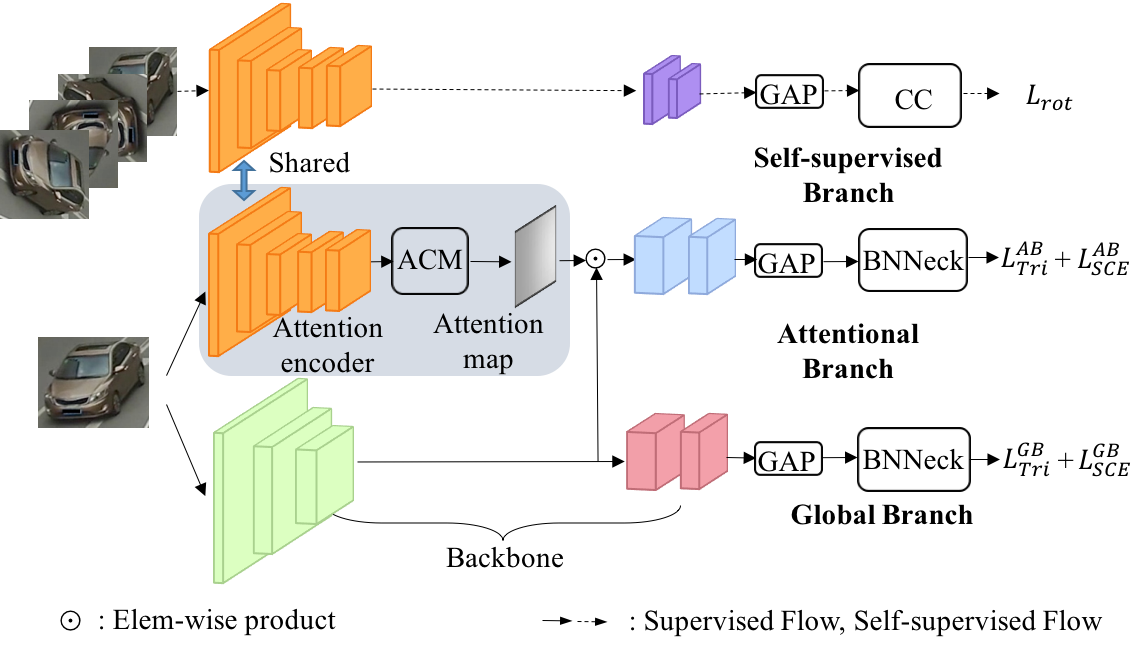 GAP
CC
L_{rot}
Shared
Self-supervised
Branch
ACM
GAP
BNNeck
L_{Tri}^{AB} + L_{SCE}^{AB}
Attention
encoder
Attention
map
Attentional
Branch
GAP
BNNeck
L_{Tri}^{GB} + L_{SCE}^{GB}
Global Branch
Backbone
⊙ : Elem-wise product
: Supervised Flow, Self-supervised Flow